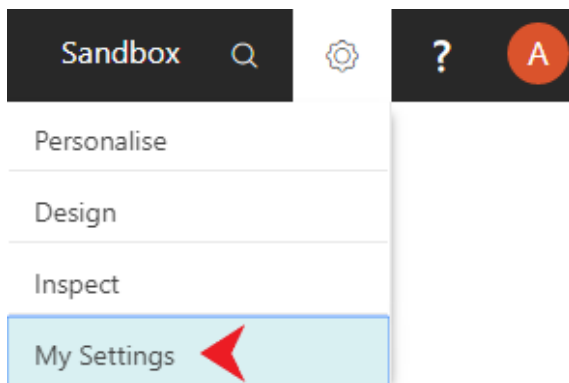 Sandbox ? A
Personalise
Design
Inspect
My Settings